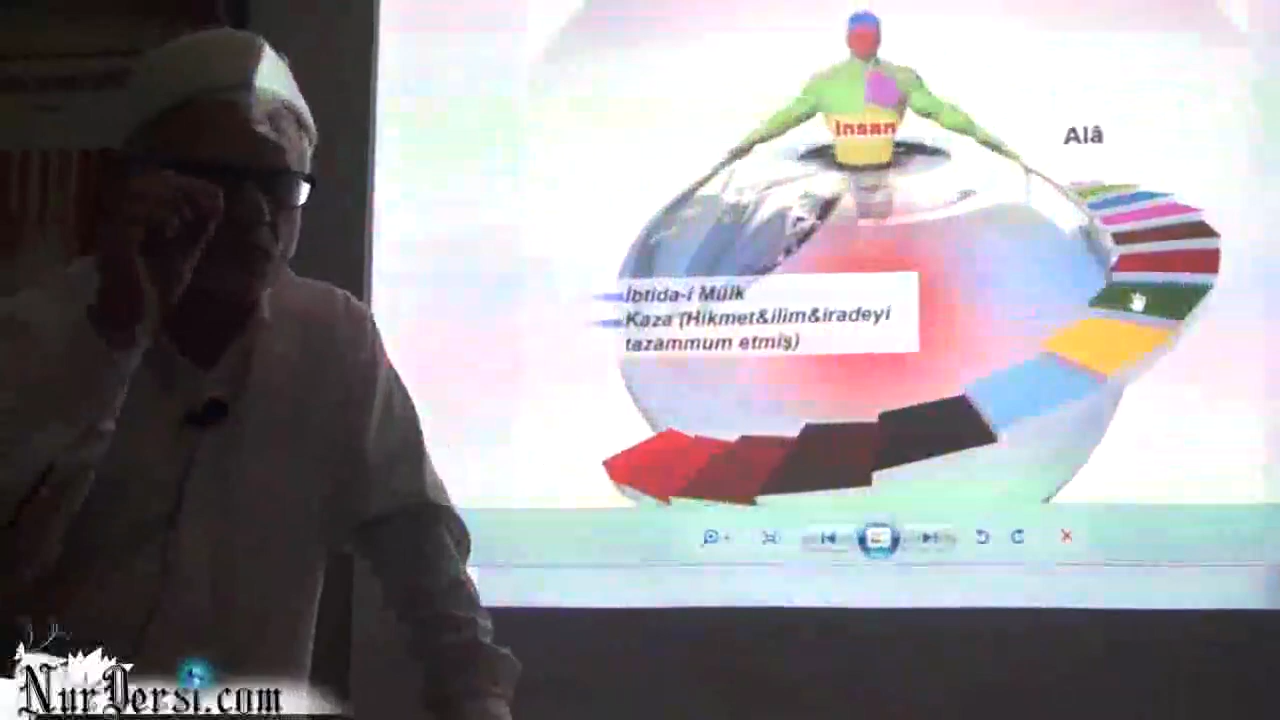 İnsan
Alâ
İbtida-i Mülk
Kaza (Hikmet&ilim&iradeyi
tazammum etmiş)
NurDersi.com